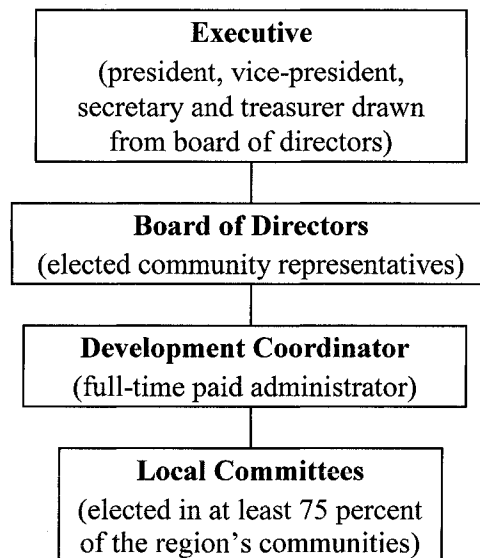 Executive
(president, vice-president,
secretary and treasurer drawn
from board of directors)
Board of Directors
(elected community representatives)
Development Coordinator
(full-time paid administrator)
Local Committees
(elected in at least 75 percent
of the region's communities)